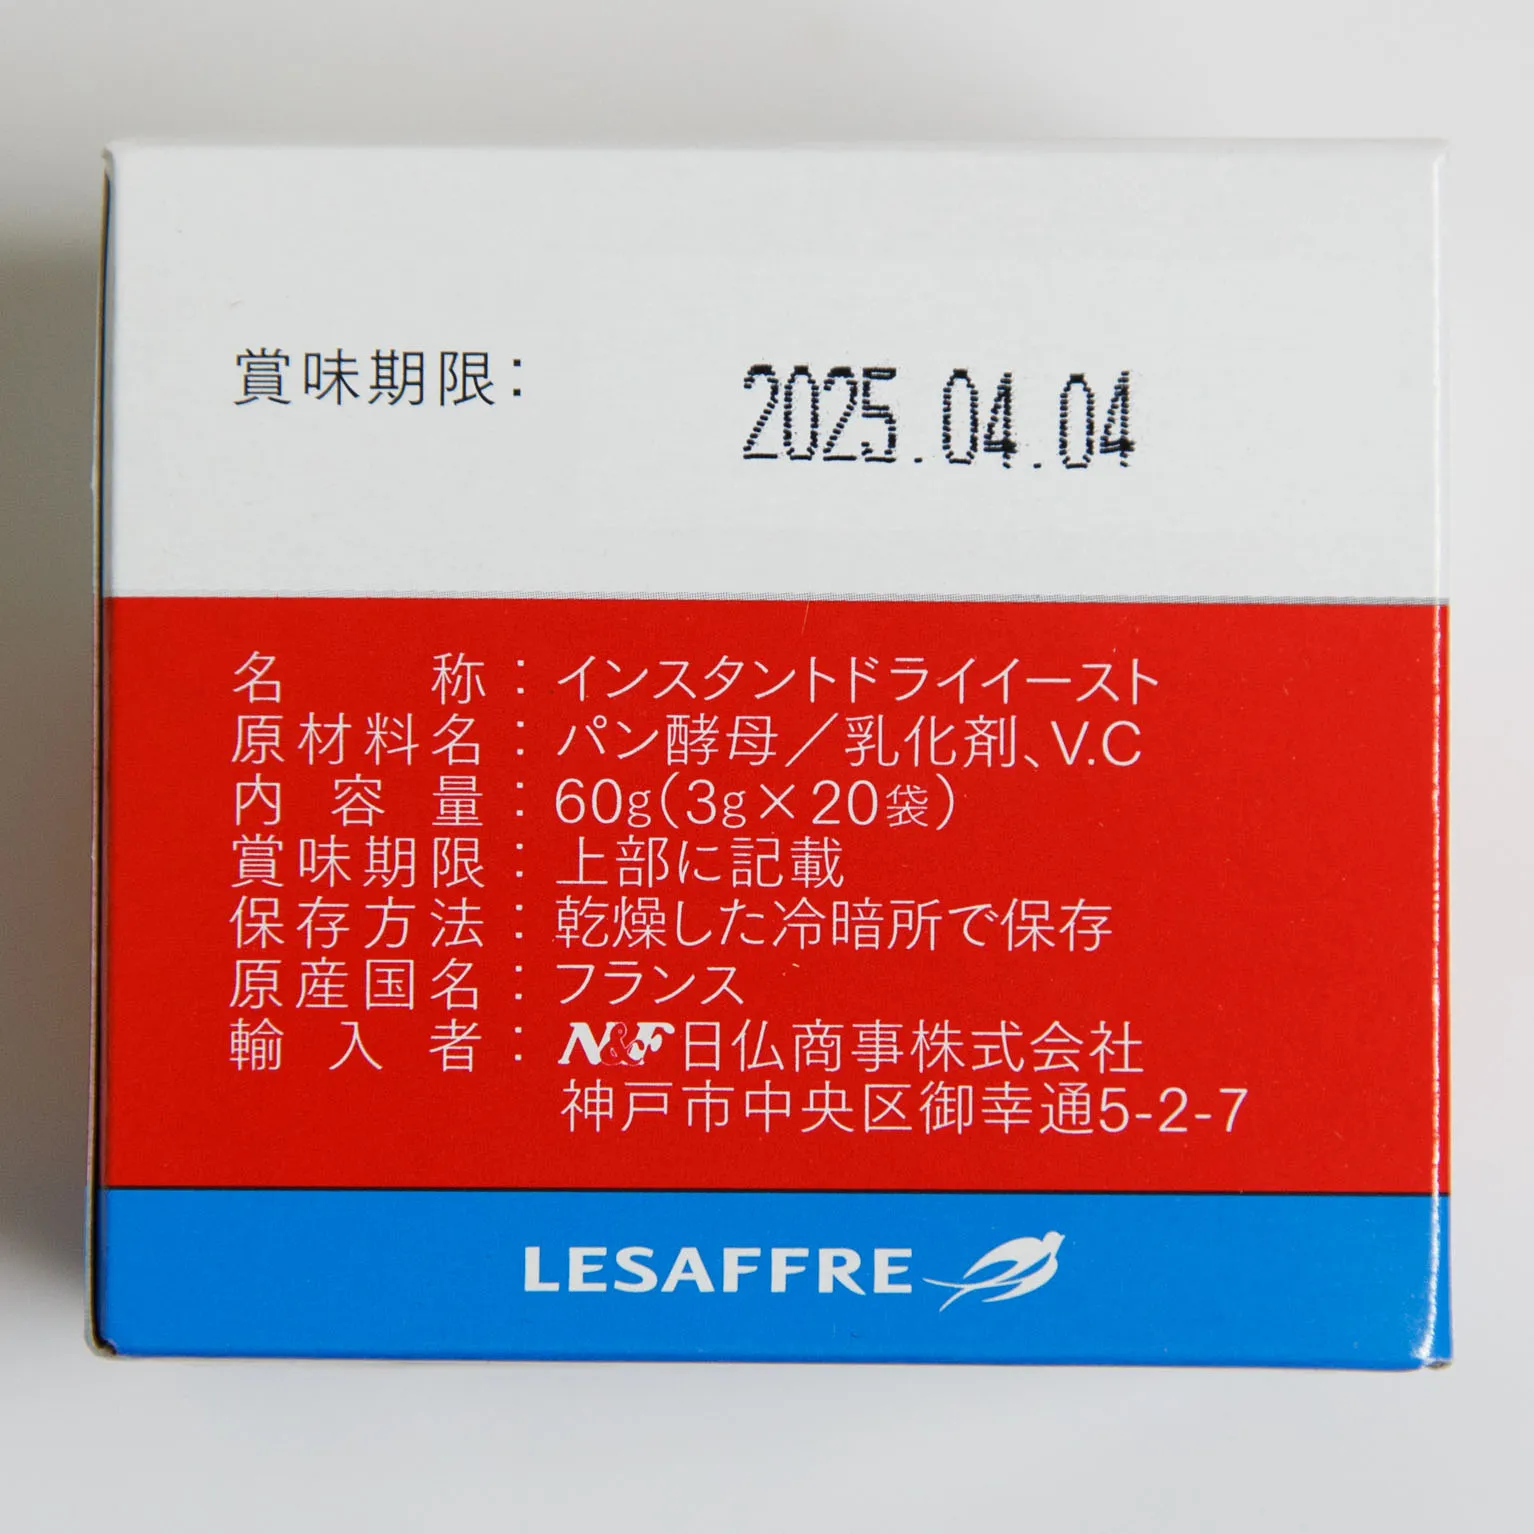 賞味期限： 2025.04.04
名称：インスタントドライイースト
原材料名：パン酵母／乳化剤、V.C
内容量：60g(3g×20袋)
賞味期限：上部に記載
保存方法：乾燥した冷暗所で保存
原産国名：フランス
輸入者：N&F 日仏商事株式会社
神戸市中央区御幸通5-2-7
LESAFFRE